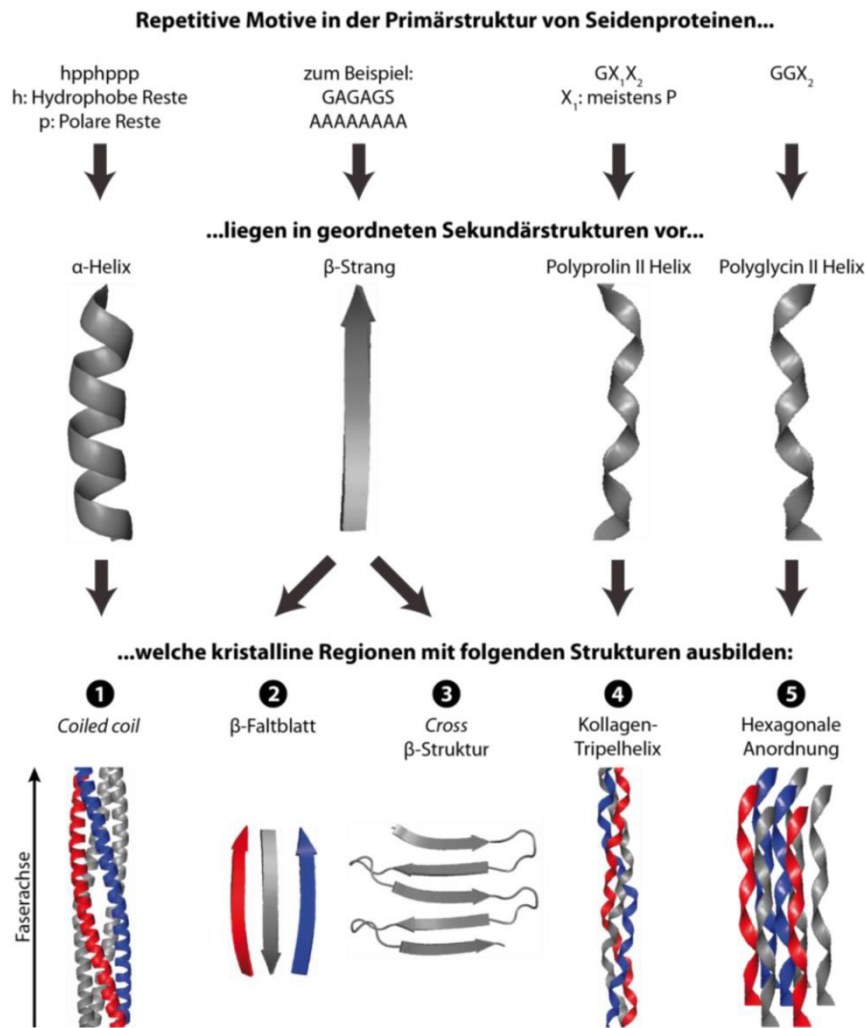 Repetitive Motive in der Primärstruktur von Seidenproteinen...
hpphppp
h: Hydrophobe Reste
p: Polare Reste
zum Beispiel:
GAGAGS
AAAAAAAA
GX₁X₂
X₁: meistens P
GGX₂
...liegen in geordneten Sekundärstrukturen vor...
α-Helix
β-Strang
Polyprolin II Helix
Polyglycin II Helix
...welche kristalline Regionen mit folgenden Strukturen ausbilden:
1
Coiled coil
2
β-Faltblatt
3
Cross
β-Struktur
4
Kollagen-
Tripelhelix
5
Hexagonale
Anordnung
Faserachse